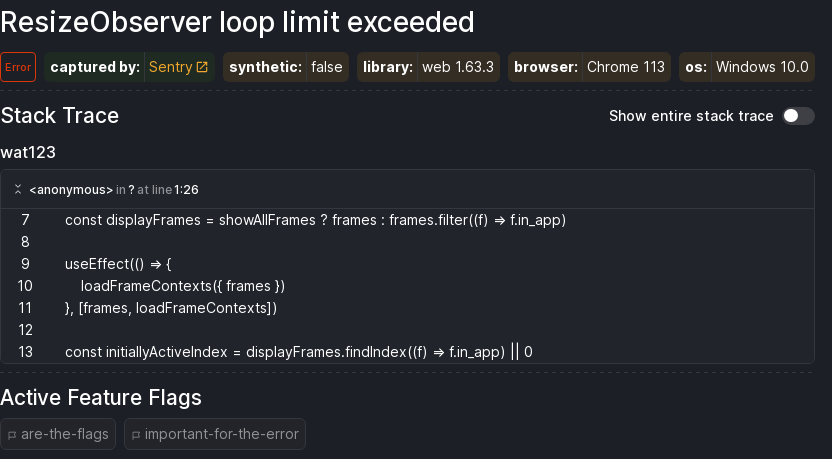 ResizeObserver loop limit exceeded
Error captured by: Sentry synthetic: false library: web 1.63.3 browser: Chrome 113 os: Windows 10.0
Stack Trace Show entire stack trace
wat123
<anonymous> in ? at line 1:26
7 const displayFrames = showAllFrames ? frames : frames.filter((f) => f.in_app)
8
9 useEffect(() => {
10 loadFrameContexts({ frames })
11 }, [frames, loadFrameContexts])
12
13 const initiallyActiveIndex = displayFrames.findIndex((f) => f.in_app) || 0
Active Feature Flags
are-the-flags important-for-the-error